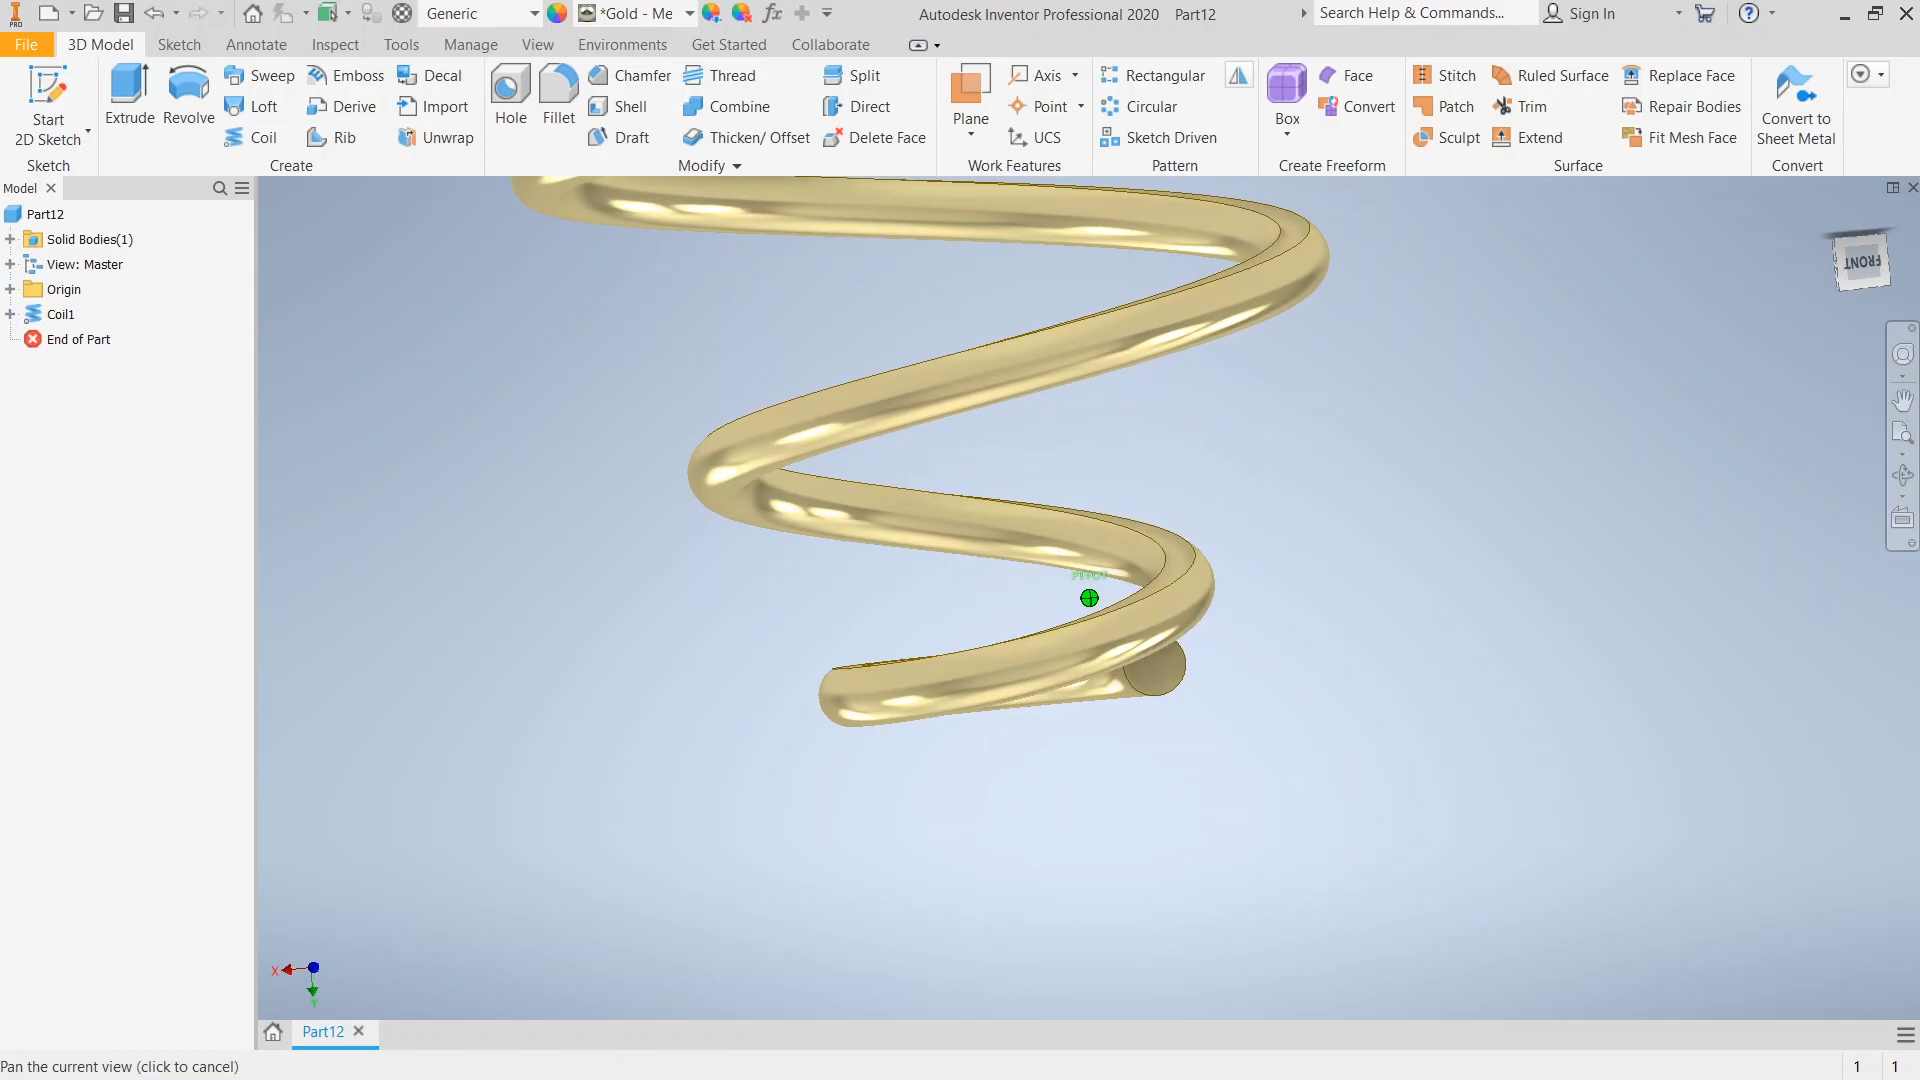 PRO Generic *Gold - Me fx Autodesk Inventor Professional 2020 Part12 Search Help & Commands... Sign In
File 3D Model Sketch Annotate Inspect Tools Manage View Environments Get Started Collaborate
Start 2D Sketch Extrude Revolve Sweep Loft Coil Emboss Derive Rib Decal Import Unwrap
Hole Fillet Chamfer Shell Draft Thread Combine Thicken/ Offset Split Direct Delete Face
Plane Axis Point UCS Rectangular Circular Sketch Driven
Box Face Convert Stitch Patch Sculpt Ruled Surface Trim Extend Replace Face Repair Bodies Fit Mesh Face
Convert to Sheet Metal
Sketch Create Modify Work Features Pattern Create Freeform Surface Convert
Model
Part12
Solid Bodies(1)
View: Master
Origin
Coil1
End of Part
FRONT
PIVOT
X
Y
Part12
Pan the current view (click to cancel) 1 1